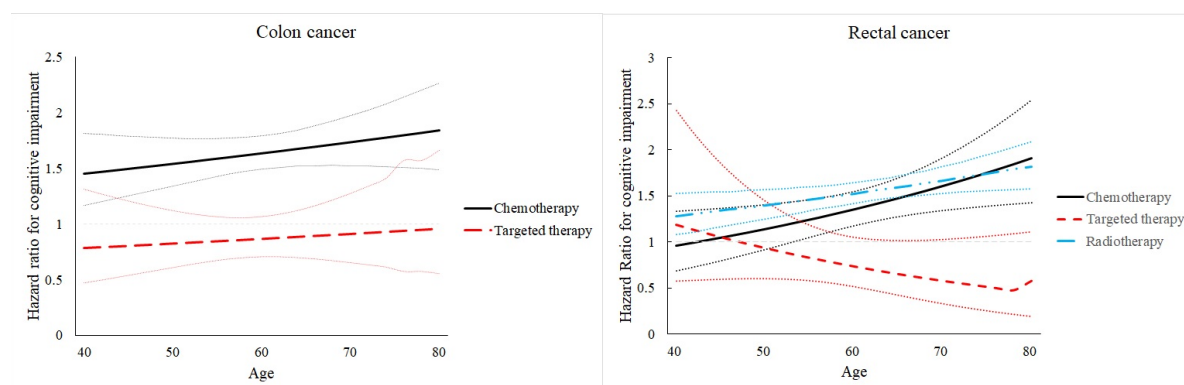 Colon cancer
Hazard ratio for cognitive impairment
2.5
2
1.5
1
0.5
0
40 50 60 70 80
Age
Chemotherapy
Targeted therapy
Rectal cancer
Hazard Ratio for cognitive impairment
3
2.5
2
1.5
1
0.5
0
40 50 60 70 80
Age
Chemotherapy
Targeted therapy
Radiotherapy